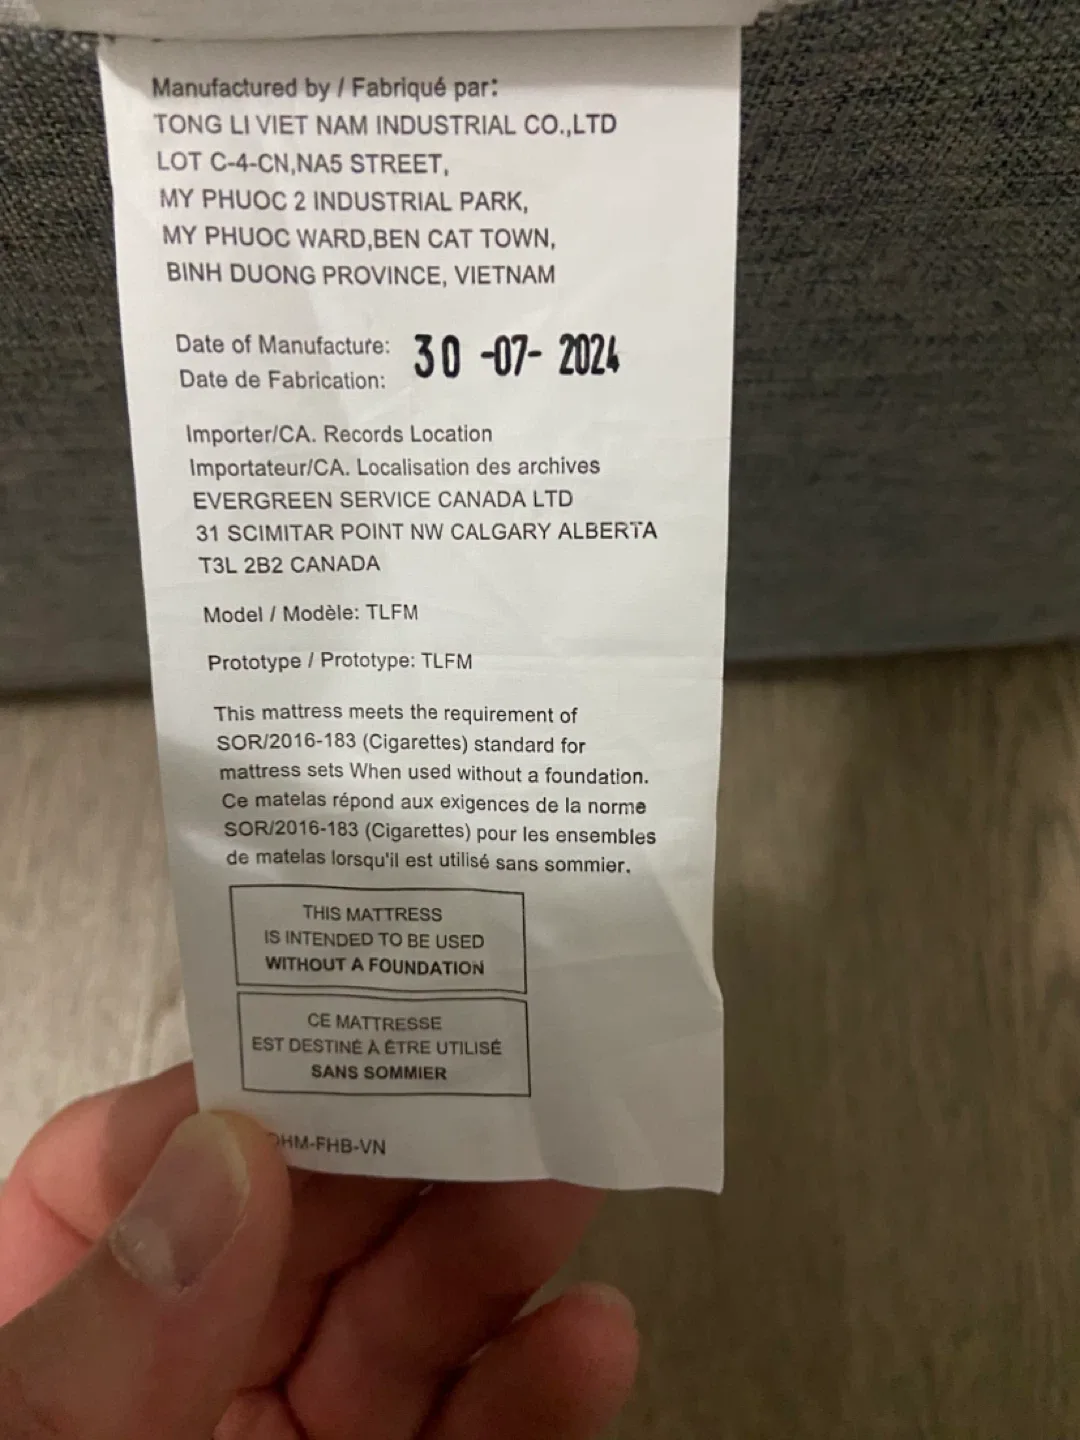 Manufactured by / Fabriqué par:
TONG LI VIET NAM INDUSTRIAL CO.,LTD
LOT C-4-CN,NA5 STREET,
MY PHUOC 2 INDUSTRIAL PARK,
MY PHUOC WARD,BEN CAT TOWN,
BINH DUONG PROVINCE, VIETNAM
Date of Manufacture: 30 -07- 2024
Date de Fabrication:
Importer/CA. Records Location
Importateur/CA. Localisation des archives
EVERGREEN SERVICE CANADA LTD
31 SCIMITAR POINT NW CALGARY ALBERTA
T3L 2B2 CANADA
Model / Modèle: TLFM
Prototype / Prototype: TLFM
This mattress meets the requirement of
SOR/2016-183 (Cigarettes) standard for
mattress sets When used without a foundation.
Ce matelas répond aux exigences de la norme
SOR/2016-183 (Cigarettes) pour les ensembles
de matelas lorsqu'il est utilisé sans sommier.
THIS MATTRESS
IS INTENDED TO BE USED
WITHOUT A FOUNDATION
CE MATTRESSE
EST DESTINÉ À ÊTRE UTILISÉ
SANS SOMMIER